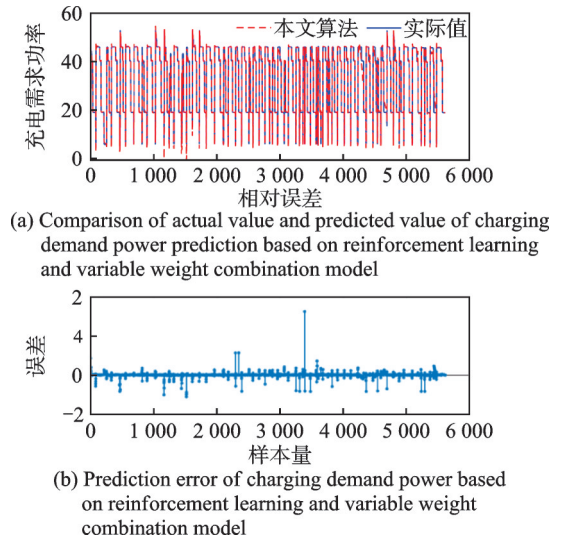 60
40
20
0
充电需求功率
本文算法 实际值
0 1 000 2 000 3 000 4 000 5 000 6 000
相对误差
(a) Comparison of actual value and predicted value of charging
demand power prediction based on reinforcement learning
and variable weight combination model
2
4
0
−2
误差
0 1 000 2 000 3 000 4 000 5 000 6 000
样本量
(b) Prediction error of charging demand power based
on reinforcement learning and variable weight
combination model